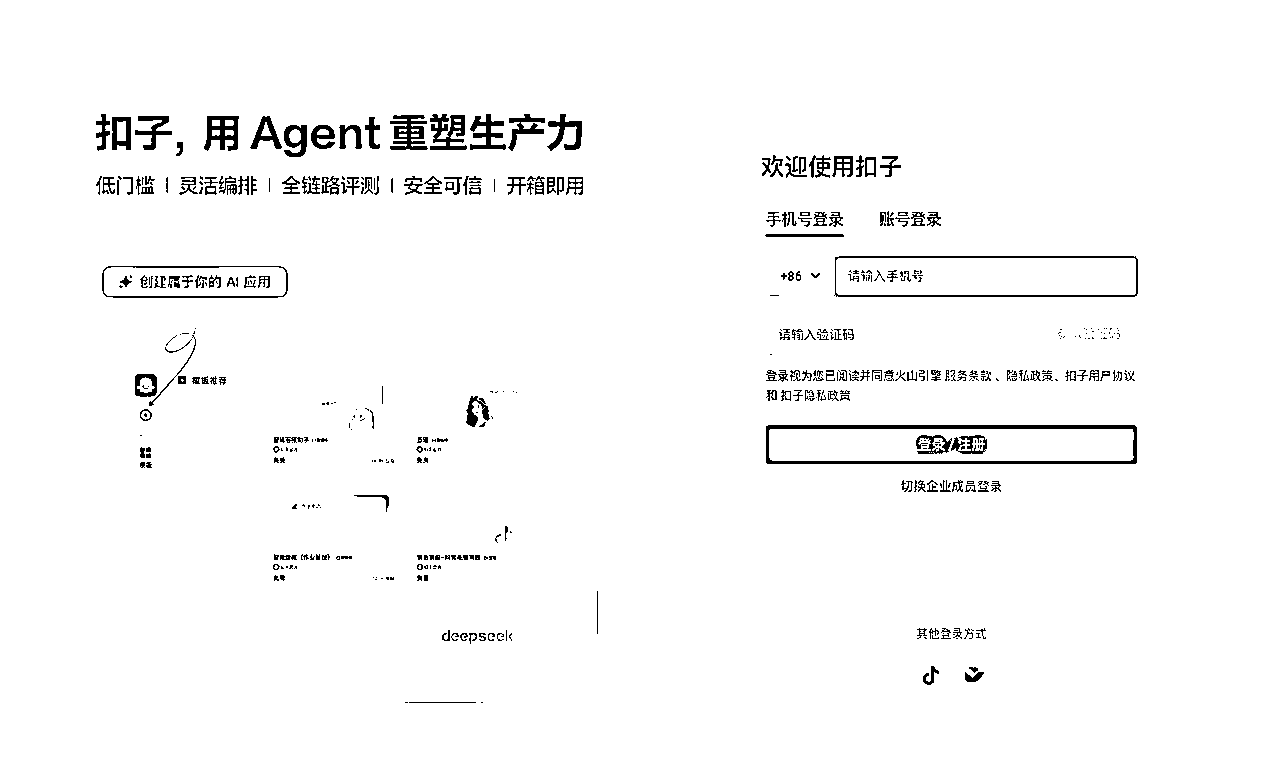 扣子，用 Agent 重塑生产力
低门槛 | 灵活编排 | 全链路评测 | 安全可信 | 开箱即用
创建属于你的 AI 应用
模板推荐
deepseek
欢迎使用扣子
手机号登录 账号登录
+86 请输入手机号
请输入验证码
登录视为您已阅读并同意火山引擎 服务条款 、隐私政策、扣子用户协议
和 扣子隐私政策
登录 / 注册
切换企业成员登录
其他登录方式